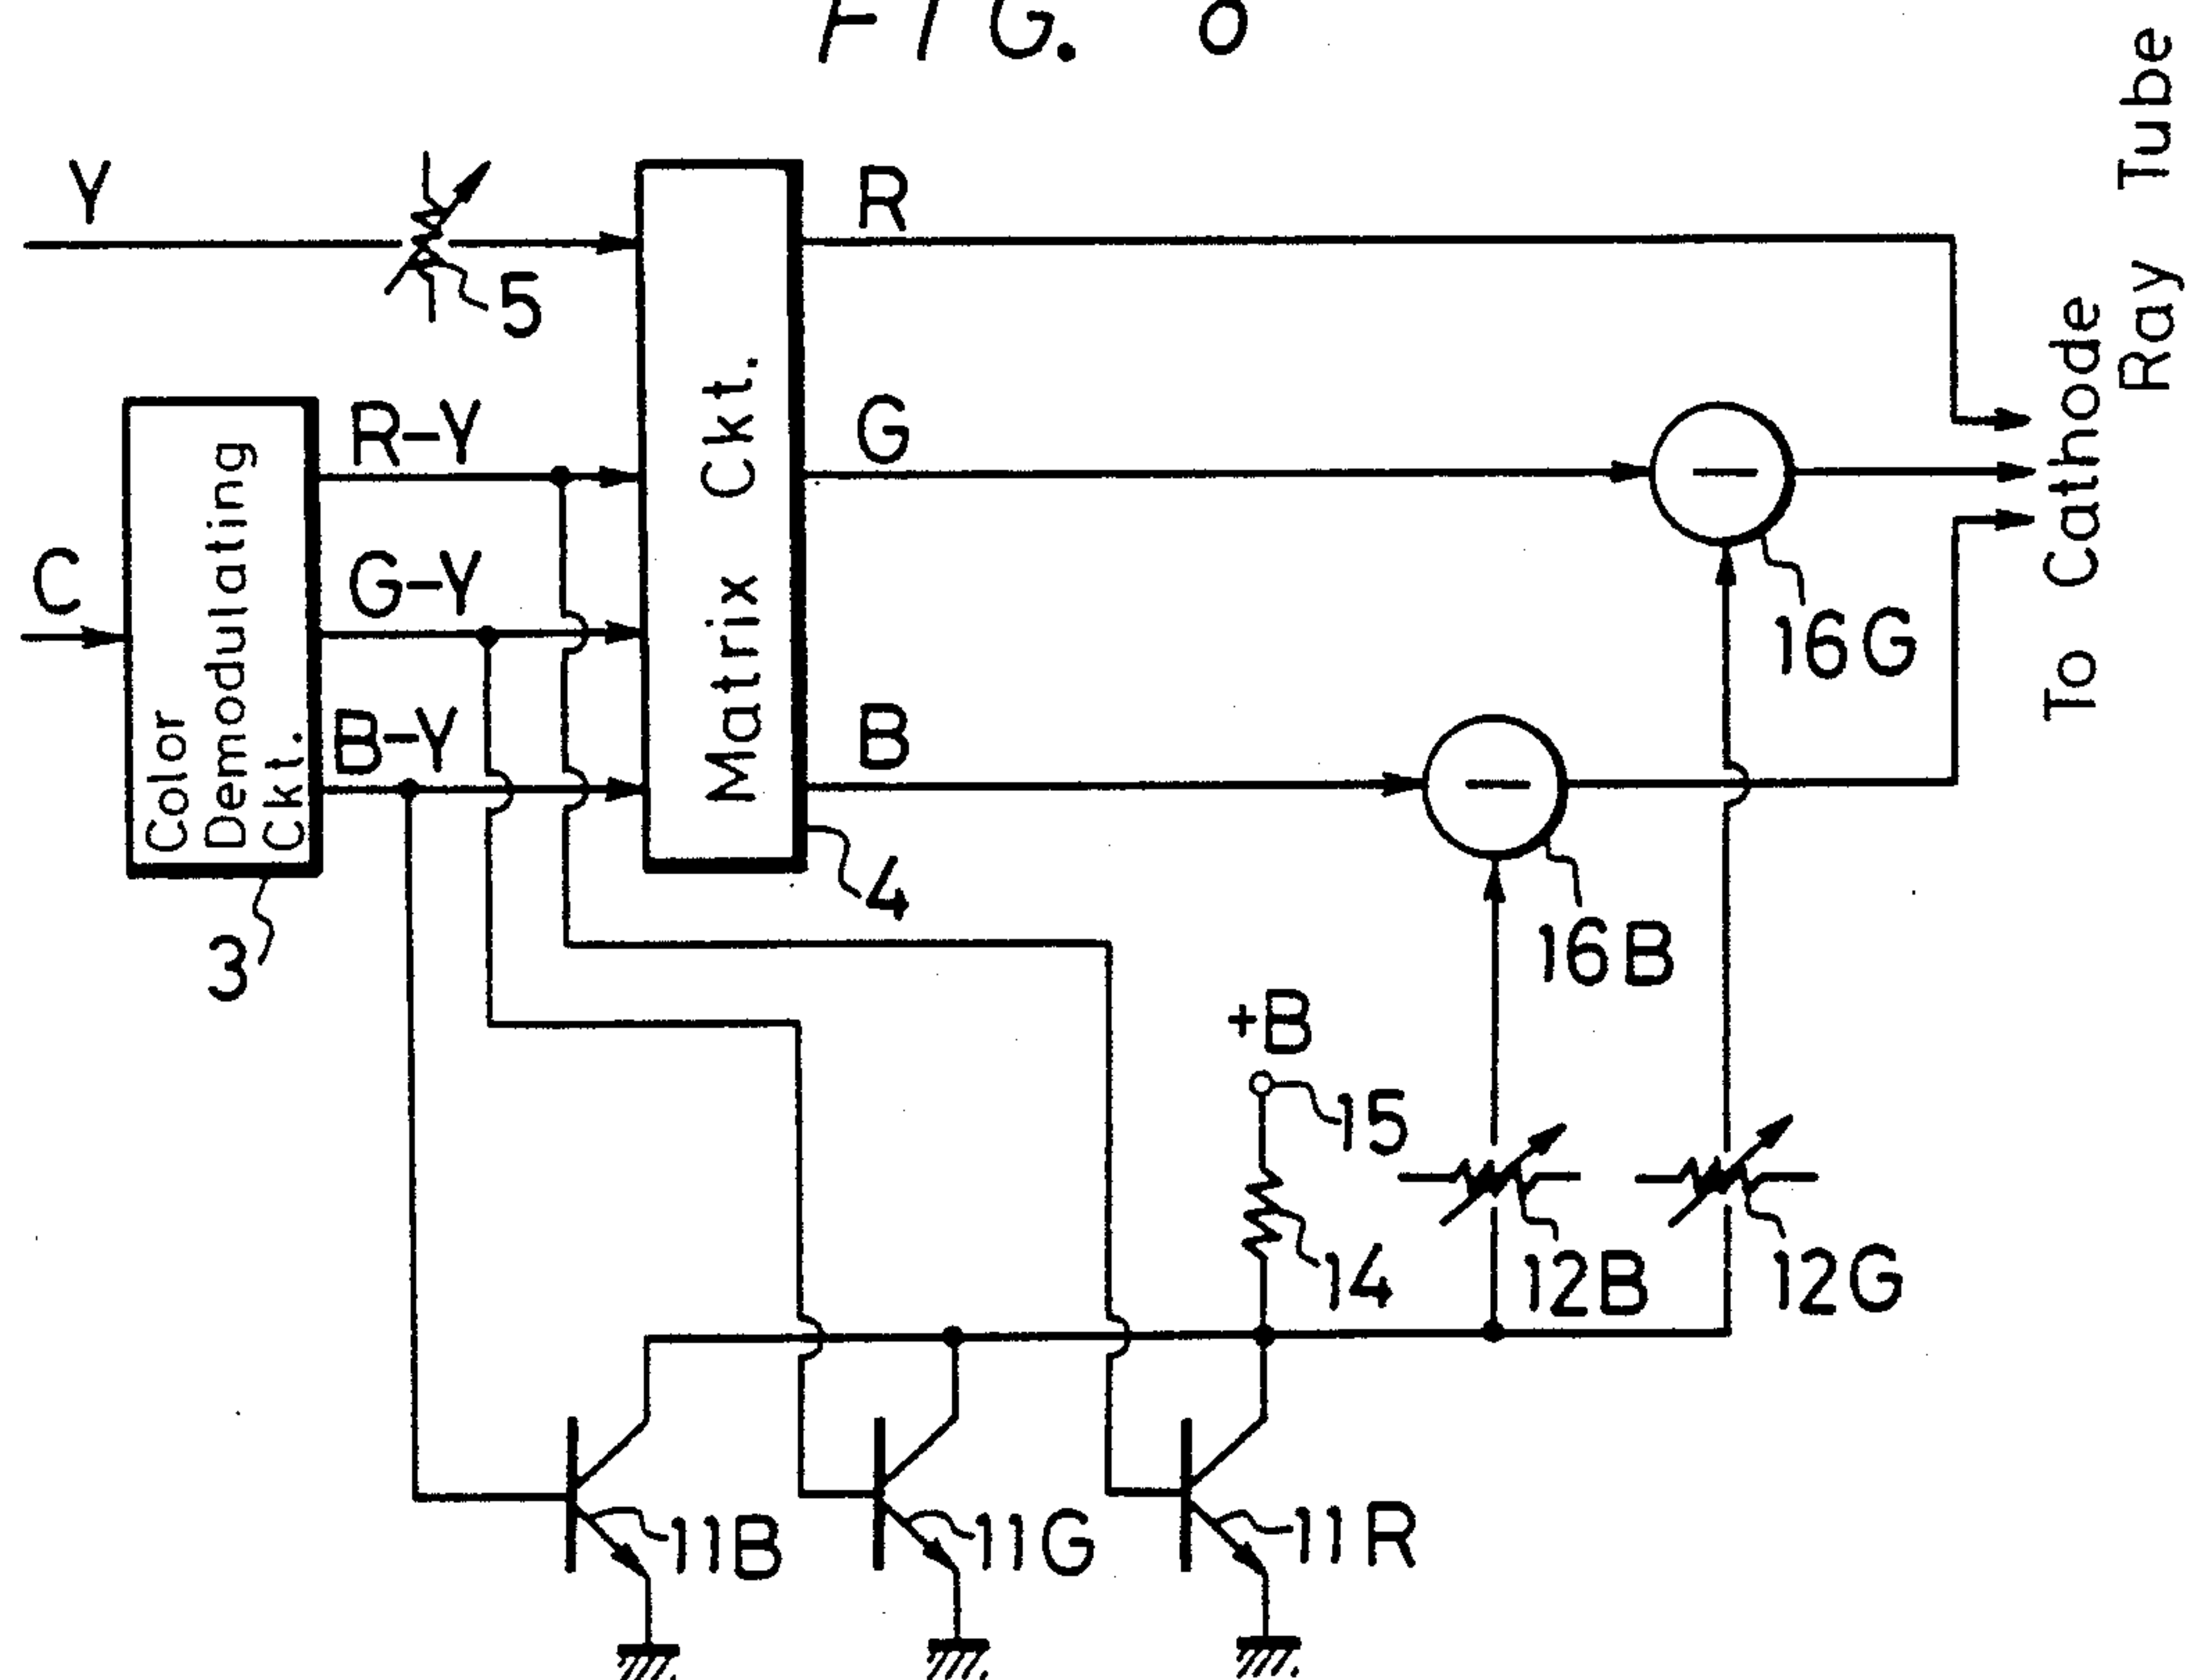 FIG. 8
Y
5
R
R-Y
G
C
G-Y
B-Y
B
Color
Demodulating
Ckt.
Matrix Ckt.
3
4
16G
16B
To Cathode
Ray Tube
+B
15
14
12B
12G
11B
11G
11R